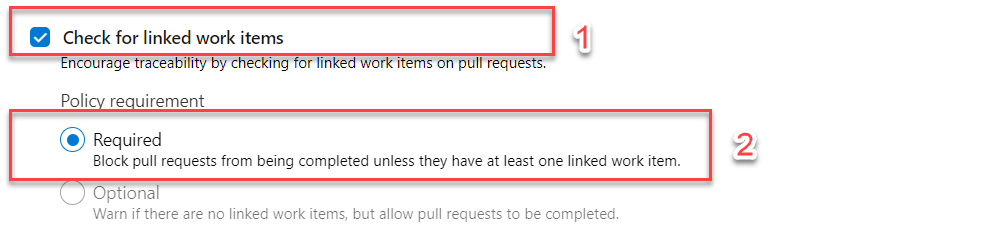 Check for linked work items
1
Encourage traceability by checking for linked work items on pull requests.
Policy requirement
Required
Block pull requests from being completed unless they have at least one linked work item.
2
Optional
Warn if there are no linked work items, but allow pull requests to be completed.